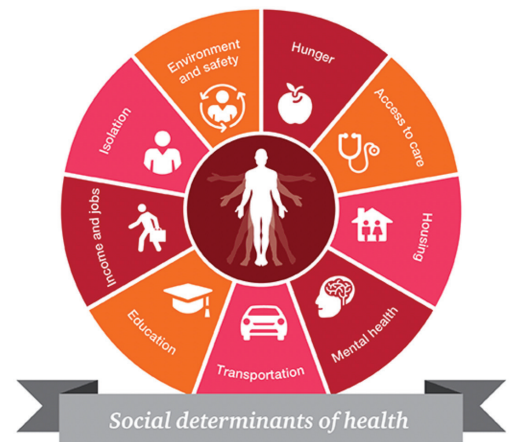 Environment
and safety
Hunger
Access to care
Housing
Mental health
Transportation
Education
Income and jobs
Isolation
Social determinants of health